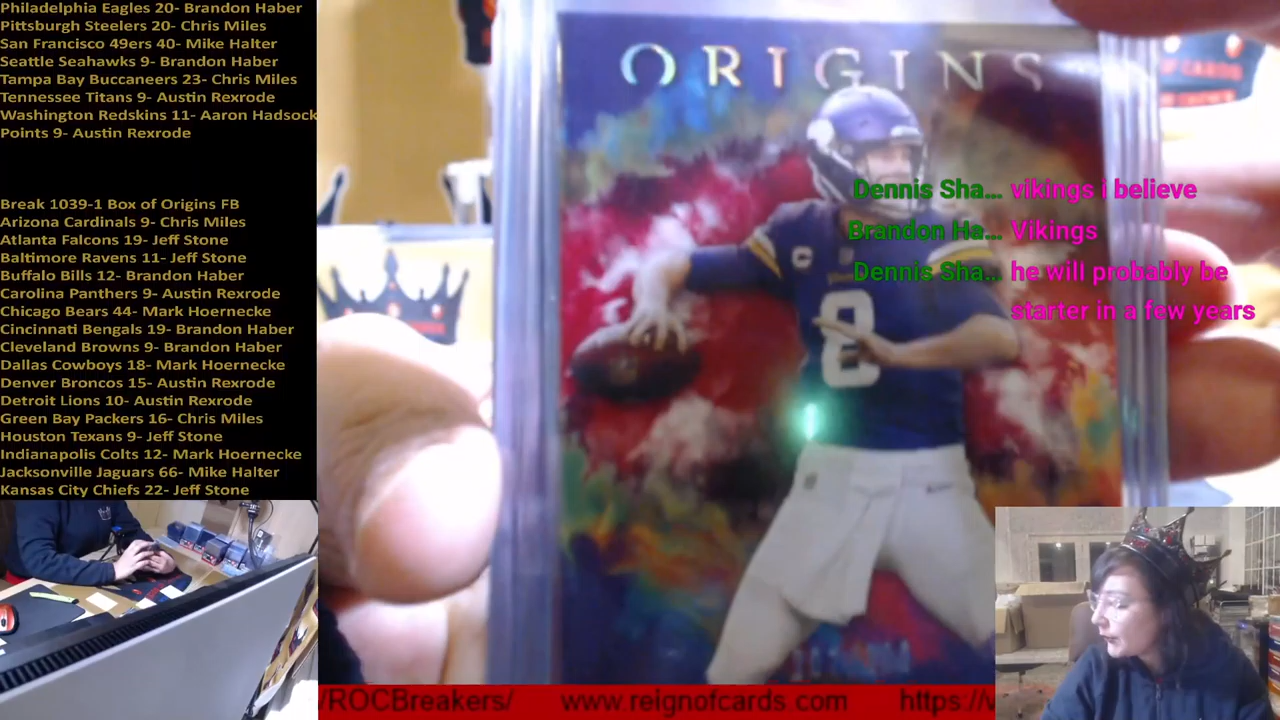 Philadelphia Eagles 20- Brandon Haber
Pittsburgh Steelers 20- Chris Miles
San Francisco 49ers 40- Mike Halter
Seattle Seahawks 9- Brandon Haber
Tampa Bay Buccaneers 23- Chris Miles
Tennessee Titans 9- Austin Rexrode
Washington Redskins 11- Aaron Hadsock
Points 9- Austin Rexrode
Break 1039-1 Box of Origins FB
Arizona Cardinals 9- Chris Miles
Atlanta Falcons 19- Jeff Stone
Baltimore Ravens 11- Jeff Stone
Buffalo Bills 12- Brandon Haber
Carolina Panthers 9- Austin Rexrode
Chicago Bears 44- Mark Hoernecke
Cincinnati Bengals 19- Brandon Haber
Cleveland Browns 9- Brandon Haber
Dallas Cowboys 18- Mark Hoernecke
Denver Broncos 15- Austin Rexrode
Detroit Lions 10- Austin Rexrode
Green Bay Packers 16- Chris Miles
Houston Texans 9- Jeff Stone
Indianapolis Colts 12- Mark Hoernecke
Jacksonville Jaguars 66- Mike Halter
Kansas City Chiefs 22- Jeff Stone
ORIGINS
OF CARDS
Dennis Sha... vikings i believe
Brandon Ha... Vikings
Dennis Sha... he will probably be
starter in a few years
C
8
/ROCBreakers/ www.reignofcards.com https://v